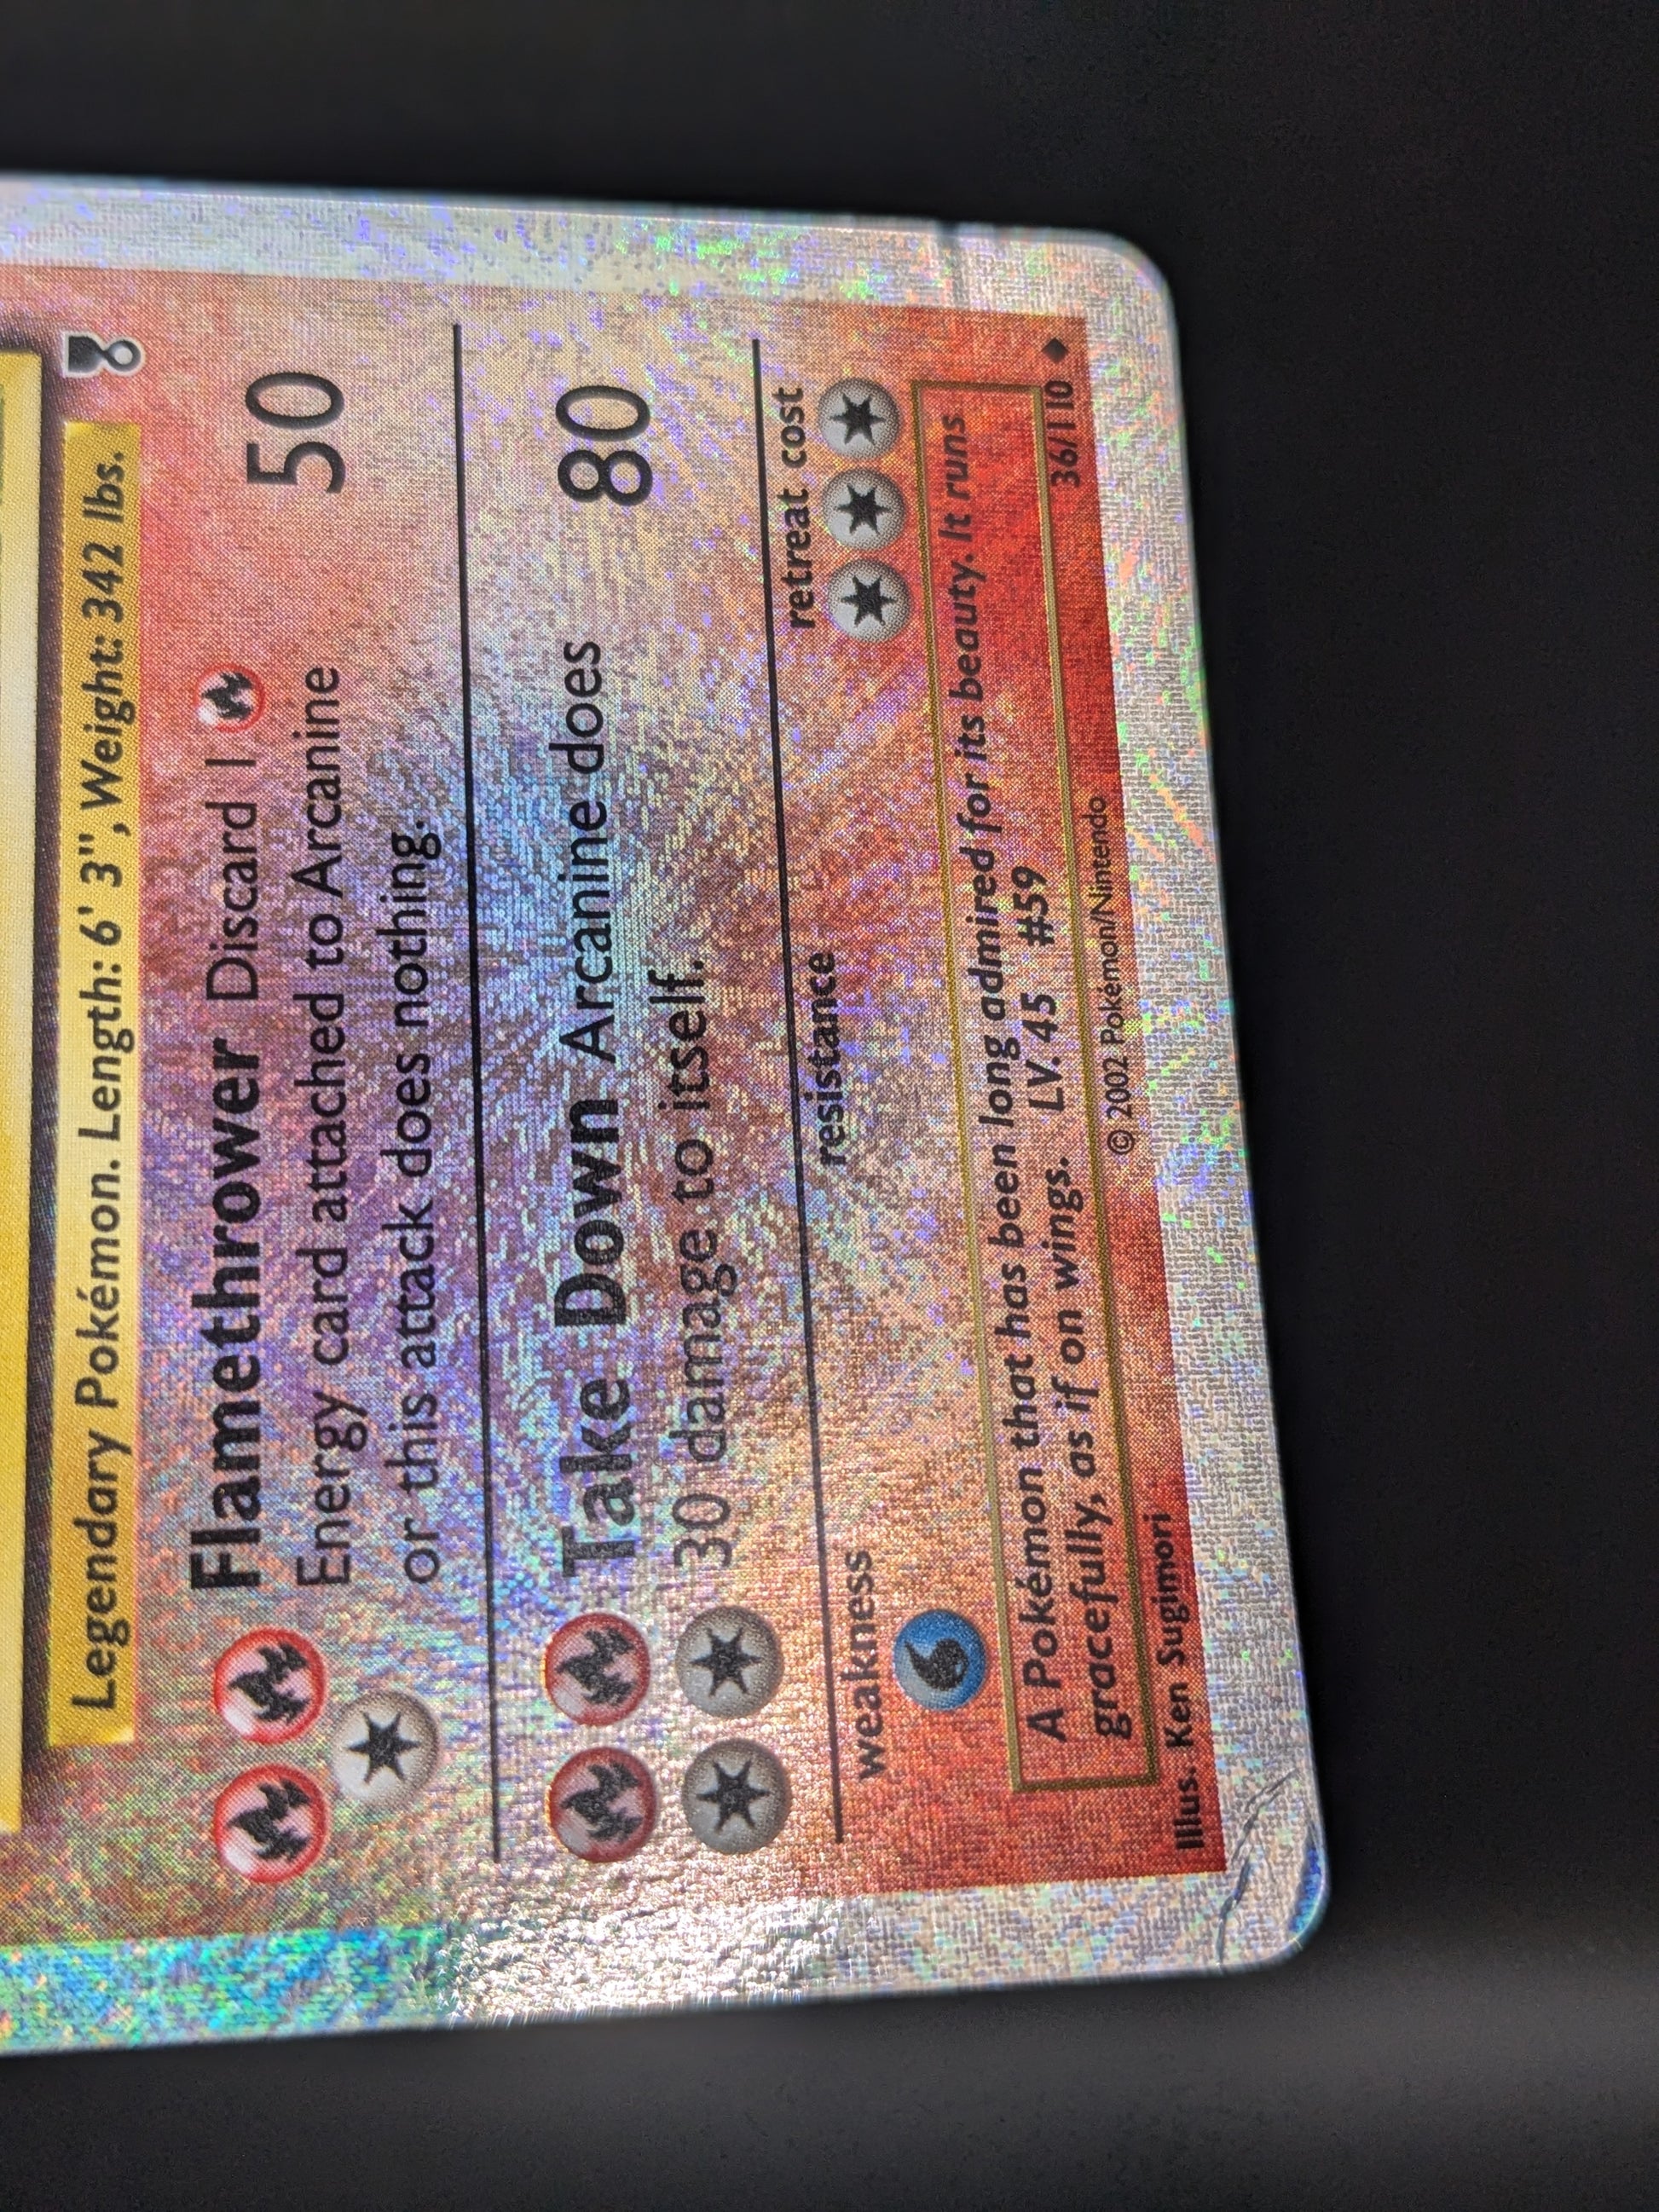 Legendary Pokémon. Length: 6' 3", Weight: 342 lbs.
Flamethrower Discard 1
Energy card attached to Arcanine
or this attack does nothing.
50
Take Down Arcanine does
30 damage to itself.
80
weakness
resistance
retreat cost
A Pokémon that has been long admired for its beauty. It runs
gracefully, as if on wings. LV. 45 #59
Illus. Ken Sugimori
© 2002 Pokémon/Nintendo
36/110